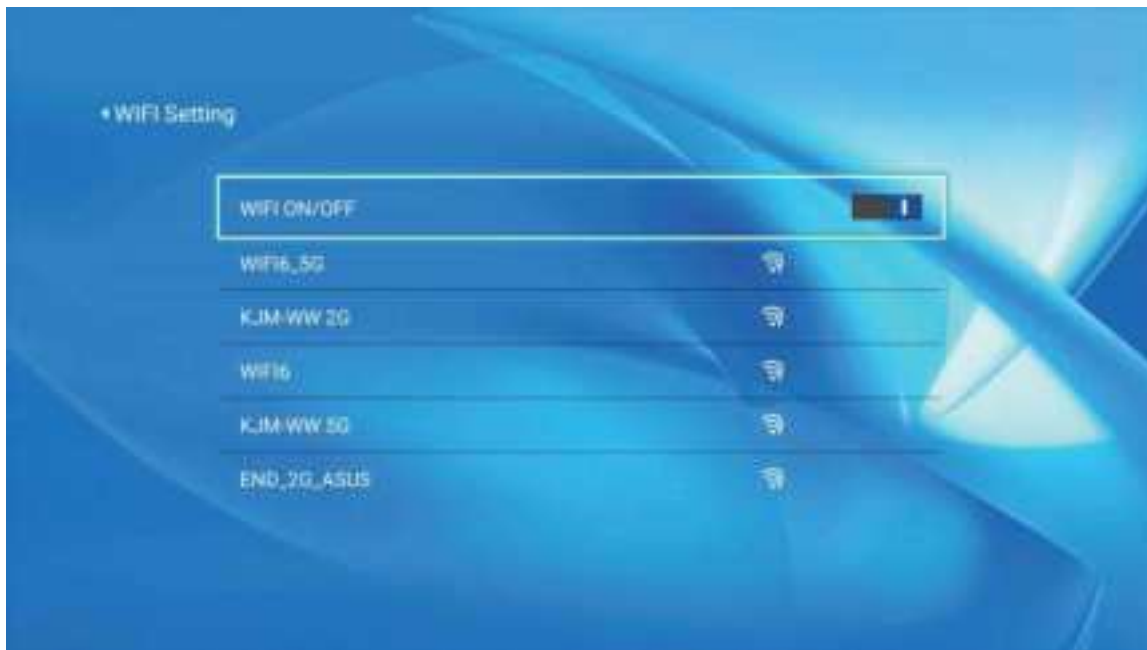 WIFI Setting
WIFI ON/OFF
WIFI6_5G
KJM-WW 2G
WIFI6
KJM-WW 5G
END_2G_ASUS